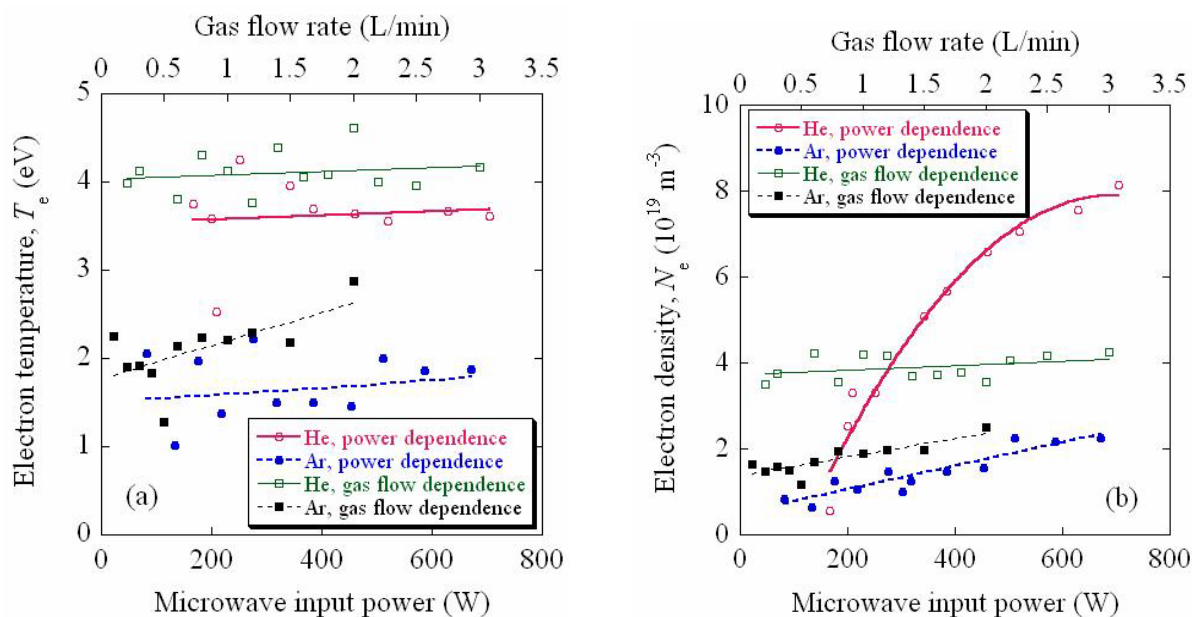 Gas flow rate (L/min)
0 0.5 1 1.5 2 2.5 3 3.5
5
4
3
2
1
0
Electron temperature, Te (eV)
He, power dependence
Ar, power dependence
He, gas flow dependence
Ar, gas flow dependence
(a)
0 200 400 600 800
Microwave input power (W)
Gas flow rate (L/min)
0 0.5 1 1.5 2 2.5 3 3.5
10
8
6
4
2
0
Electron density, Ne (10^19 m^-3)
He, power dependence
Ar, power dependence
He, gas flow dependence
Ar, gas flow dependence
(b)
0 200 400 600 800
Microwave input power (W)